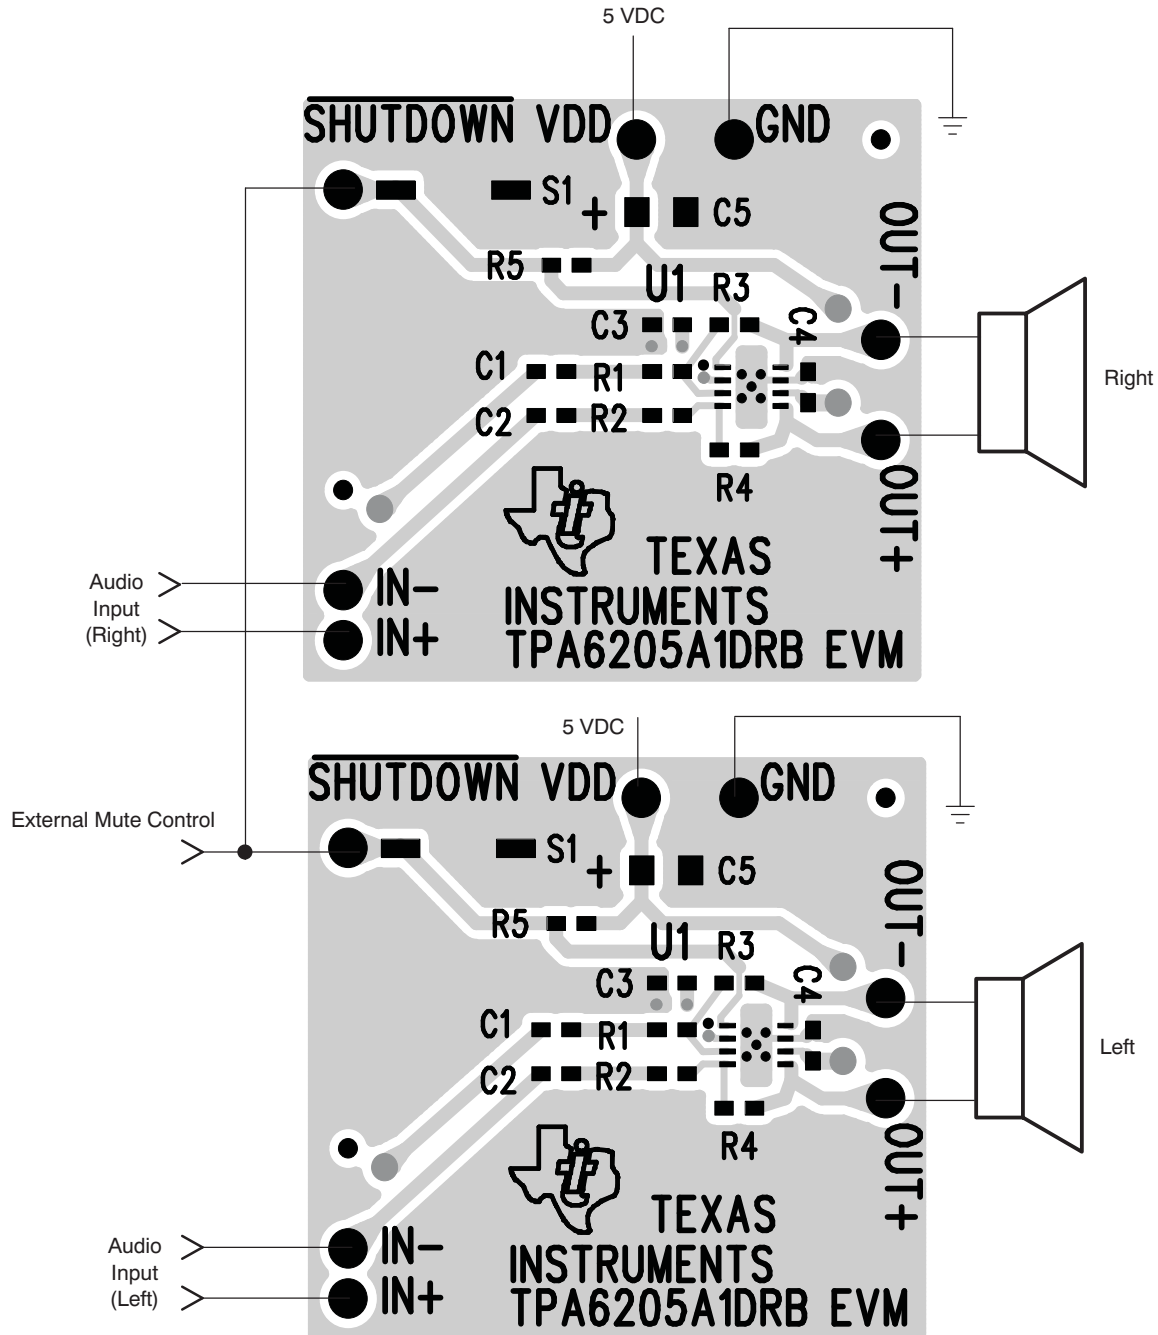 5 VDC
SHUTDOWN VDD GND
S1
+ C5
OUT-
R5
U1 R3
C3 C4
C1 R1
Right
C2 R2
R4
OUT+
TEXAS
Audio
Input
(Right)
IN-
INSTRUMENTS
IN+
TPA6205A1DRB EVM
5 VDC
SHUTDOWN VDD GND
External Mute Control
S1
+ C5
OUT-
R5
U1 R3
C3 C4
C1 R1
Left
C2 R2
R4
OUT+
TEXAS
Audio
Input
(Left)
IN-
INSTRUMENTS
IN+
TPA6205A1DRB EVM